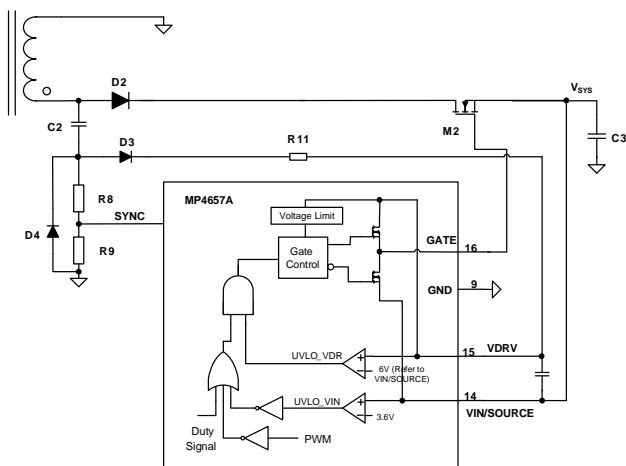 D2
V_SYS
C2
M2
C3
D3
R11
R8
MP4657A
Voltage Limit
SYNC
GATE
16
D4
R9
Gate
Control
GND
9
UVLO_VDR
15
VDRV
6V (Refer to
VIN/SOURCE)
UVLO_VIN
14
VIN/SOURCE
3.6V
Duty
Signal
PWM